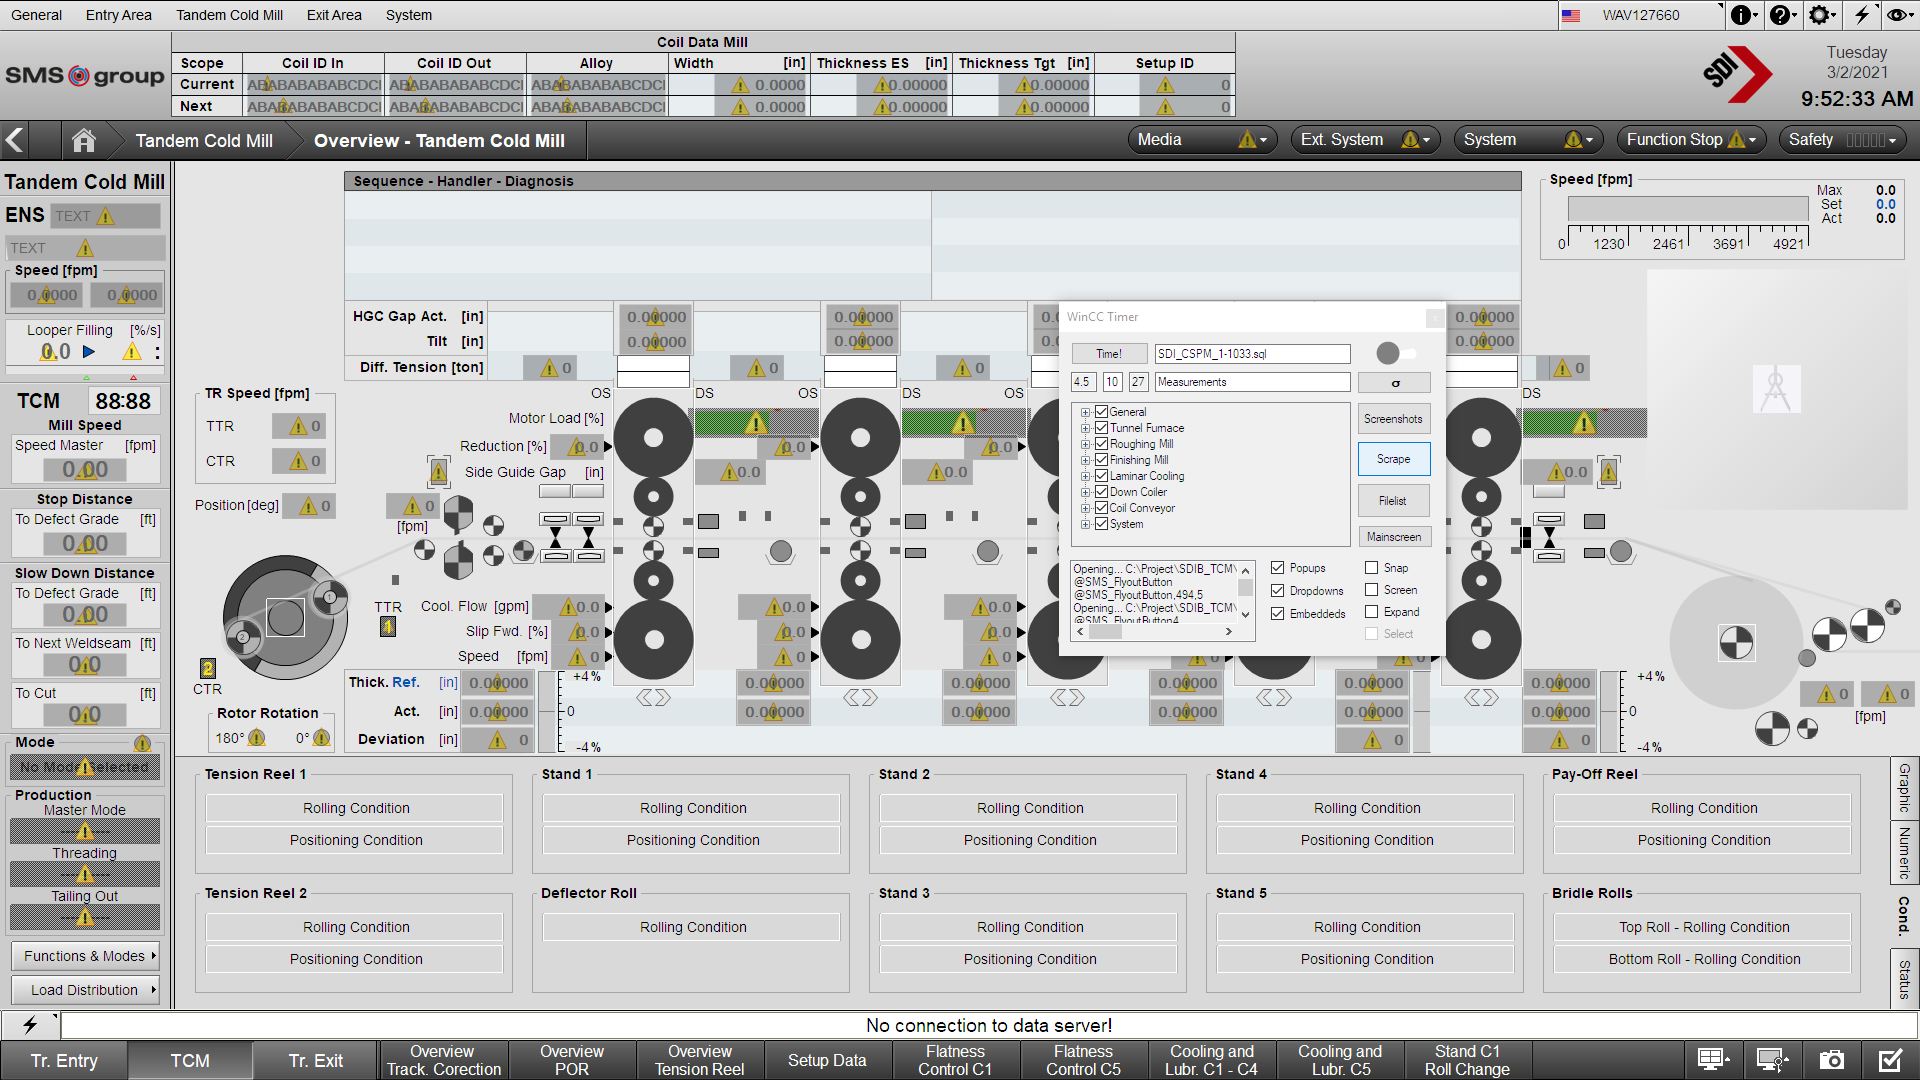 General Entry Area Tandem Cold Mill Exit Area System
WAV127660
SMS group
Coil Data Mill
Scope Coil ID In Coil ID Out Alloy Width [in] Thickness ES [in] Thickness Tgt [in] Setup ID
Current ABABABABABCDCI ABABABABABCDCI ABABABABABCDCI 0.0000 0.00000 0.00000 0
Next ABABABABABCDCI ABABABABABCDCI ABABABABABCDCI 0.0000 0.00000 0.00000 0
SDI
Tuesday
3/2/2021
9:52:33 AM
Tandem Cold Mill Overview - Tandem Cold Mill
Media Ext. System System Function Stop Safety
Tandem Cold Mill
ENS TEXT
TEXT
Speed [fpm]
0.0000 0.0000
Looper Filling [%/s]
0.0 :
TCM 88:88
Mill Speed
Speed Master [fpm]
0.00
Stop Distance
To Defect Grade [ft]
0.00
Slow Down Distance
To Defect Grade [ft]
0.00
To Next Weldseam [ft]
0.0
To Cut [ft]
0.0
Mode
No Mode Selected
Production
Master Mode
Threading
Tailing Out
Functions & Modes
Load Distribution
Sequence - Handler - Diagnosis
HGC Gap Act. [in] 0.00000 0.00000 0.00000
Tilt [in] 0.00000 0.00000 0.00000
Diff. Tension [ton] 0 0 0 0
OS DS OS DS OS DS
Speed [fpm]
Max 0.0
Set 0.0
Act 0.0
0 1230 2461 3691 4921
TR Speed [fpm]
TTR 0
CTR 0
Position [deg] 0
0
[fpm]
Motor Load [%]
Reduction [%] 0.0 0.0 0.0
Side Guide Gap [in] 0.0 0.0 0.0
1
2
TTR
1
2
CTR
Rotor Rotation
180° 0°
Cool. Flow [gpm] 0.0 0.0 0.0
Slip Fwd. [%] 0.0 0.0 0.0
Speed [fpm] 0 0 0 0
Thick. Ref. [in] 0.00000 0.00000 0.00000 0.00000 0.00000 0.00000
Act. [in] 0.00000 0.00000 0.00000 0.00000 0.00000 0.00000
Deviation [in] 0 0 0
+4 %
0
-4 %
+4 %
0
-4 %
0 0
[fpm]
WinCC Timer
Time! SDI_CSPM_1-1033.sql
4.5 10 27 Measurements σ
General
Tunnel Furnace
Roughing Mill
Finishing Mill
Laminar Cooling
Down Coiler
Coil Conveyor
System
Screenshots
Scrape
Filelist
Mainscreen
Opening... C:\Project\SDIB_TCM\
@SMS_FlyoutButton
@SMS_FlyoutButton,494,5
Opening... C:\Project\SDIB_TCM\
@SMS_FlyoutButton4
Popups Snap
Dropdowns Screen
Embeddeds Expand
Select
Tension Reel 1
Rolling Condition
Positioning Condition
Stand 1
Rolling Condition
Positioning Condition
Stand 2
Rolling Condition
Positioning Condition
Stand 4
Rolling Condition
Positioning Condition
Pay-Off Reel
Rolling Condition
Positioning Condition
Tension Reel 2
Rolling Condition
Positioning Condition
Deflector Roll
Rolling Condition
Stand 3
Rolling Condition
Positioning Condition
Stand 5
Rolling Condition
Positioning Condition
Bridle Rolls
Top Roll - Rolling Condition
Bottom Roll - Rolling Condition
Graphic
Numeric
Cond.
Status
No connection to data server!
Tr. Entry
TCM
Tr. Exit
Overview
Track. Corection
Overview
POR
Overview
Tension Reel
Setup Data
Flatness
Control C1
Flatness
Control C5
Cooling and
Lubr. C1 - C4
Cooling and
Lubr. C5
Stand C1
Roll Change